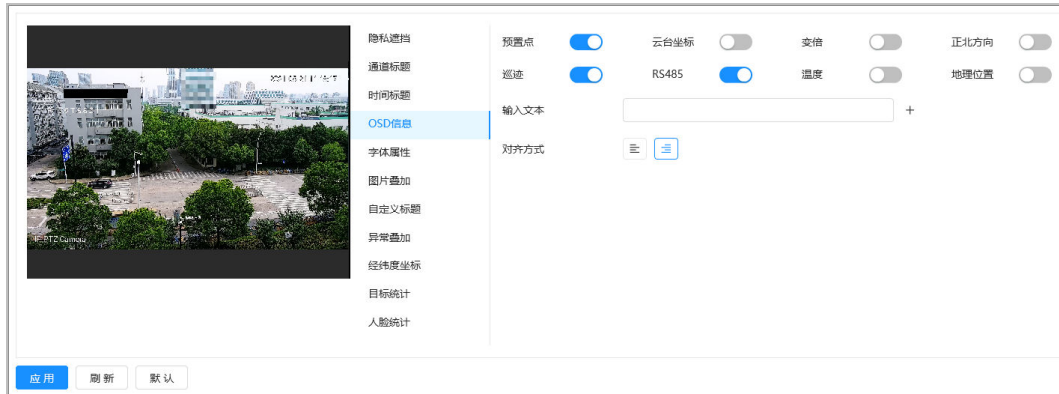 隐私遮挡
通道标题
时间标题
OSD信息
字体属性
图片叠加
自定义标题
异常叠加
经纬度坐标
目标统计
人脸统计
预置点 云台坐标 变倍 正北方向
巡迹 RS485 温度 地理位置
输入文本 +
对齐方式
IP PTZ Camera
应用 刷新 默认